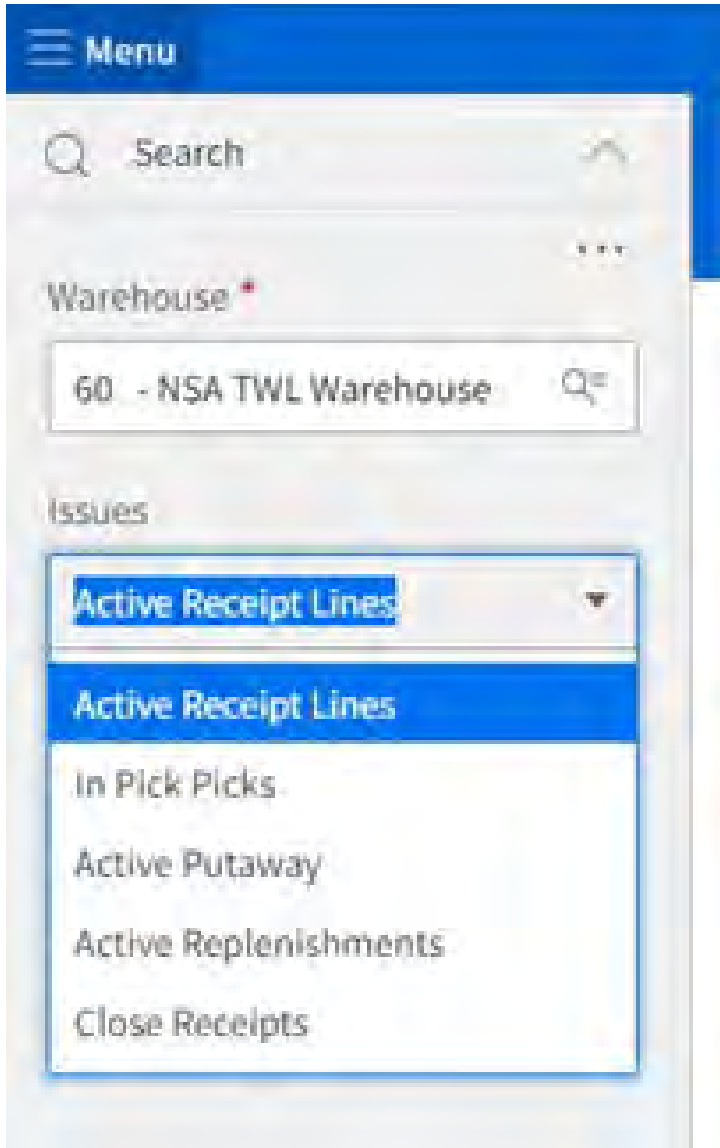 Menu
Search
...
Warehouse *
60 - NSA TWL Warehouse
Issues
Active Receipt Lines
Active Receipt Lines
In Pick Picks
Active Putaway
Active Replenishments
Close Receipts